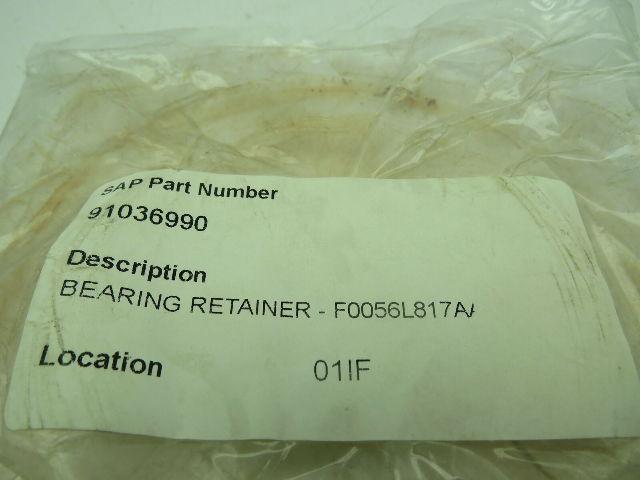 SAP Part Number
91036990
Description
BEARING RETAINER - F0056L817A/
Location 01IF